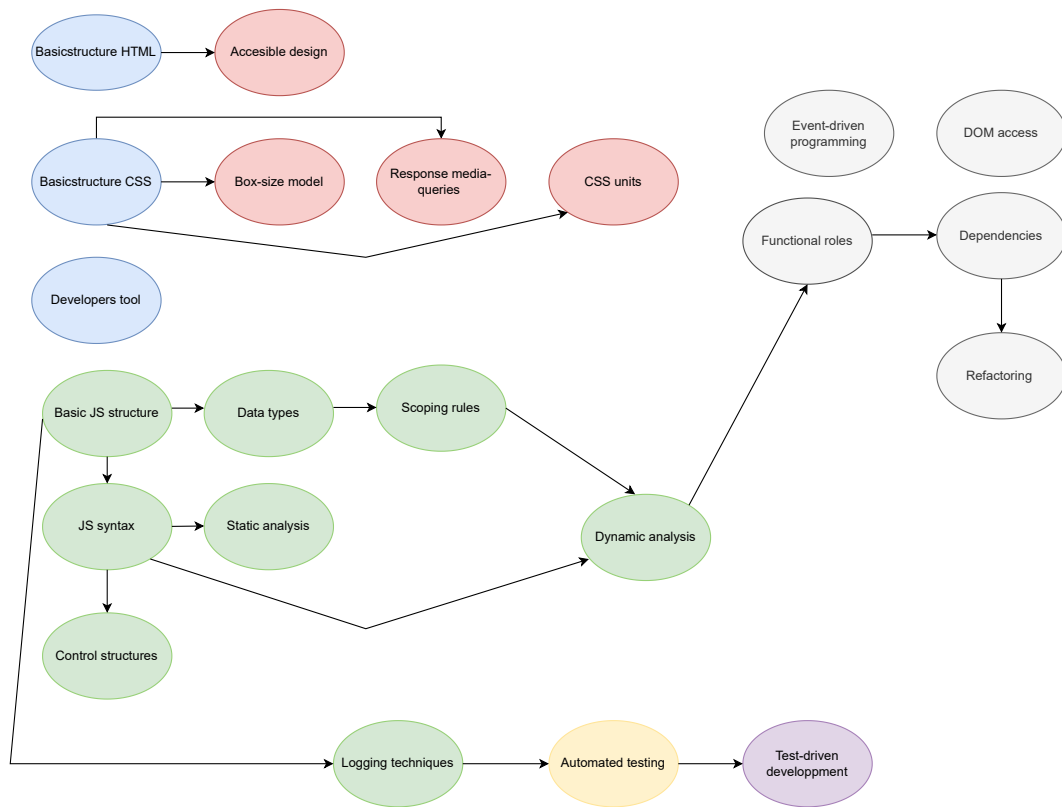 Basicstructure HTML
Accesible design
Event-driven
programming
DOM access
Basicstructure CSS
Box-size model
Response media-
queries
CSS units
Functional roles
Dependencies
Developers tool
Refactoring
Basic JS structure
Data types
Scoping rules
JS syntax
Static analysis
Dynamic analysis
Control structures
Logging techniques
Automated testing
Test-driven
developpment